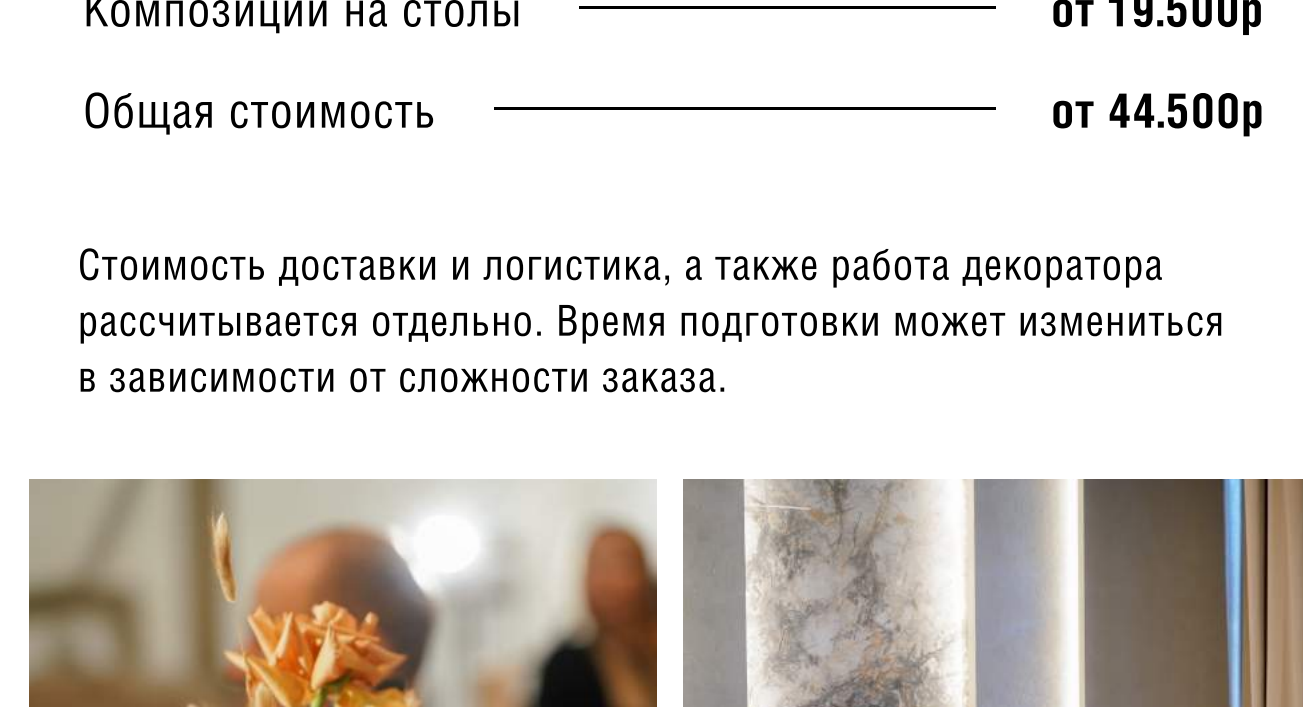 Композиции на столы от 19.500р
Общая стоимость от 44.500р
Стоимость доставки и логистика, а также работа декоратора
рассчитывается отдельно. Время подготовки может измениться
в зависимости от сложности заказа.